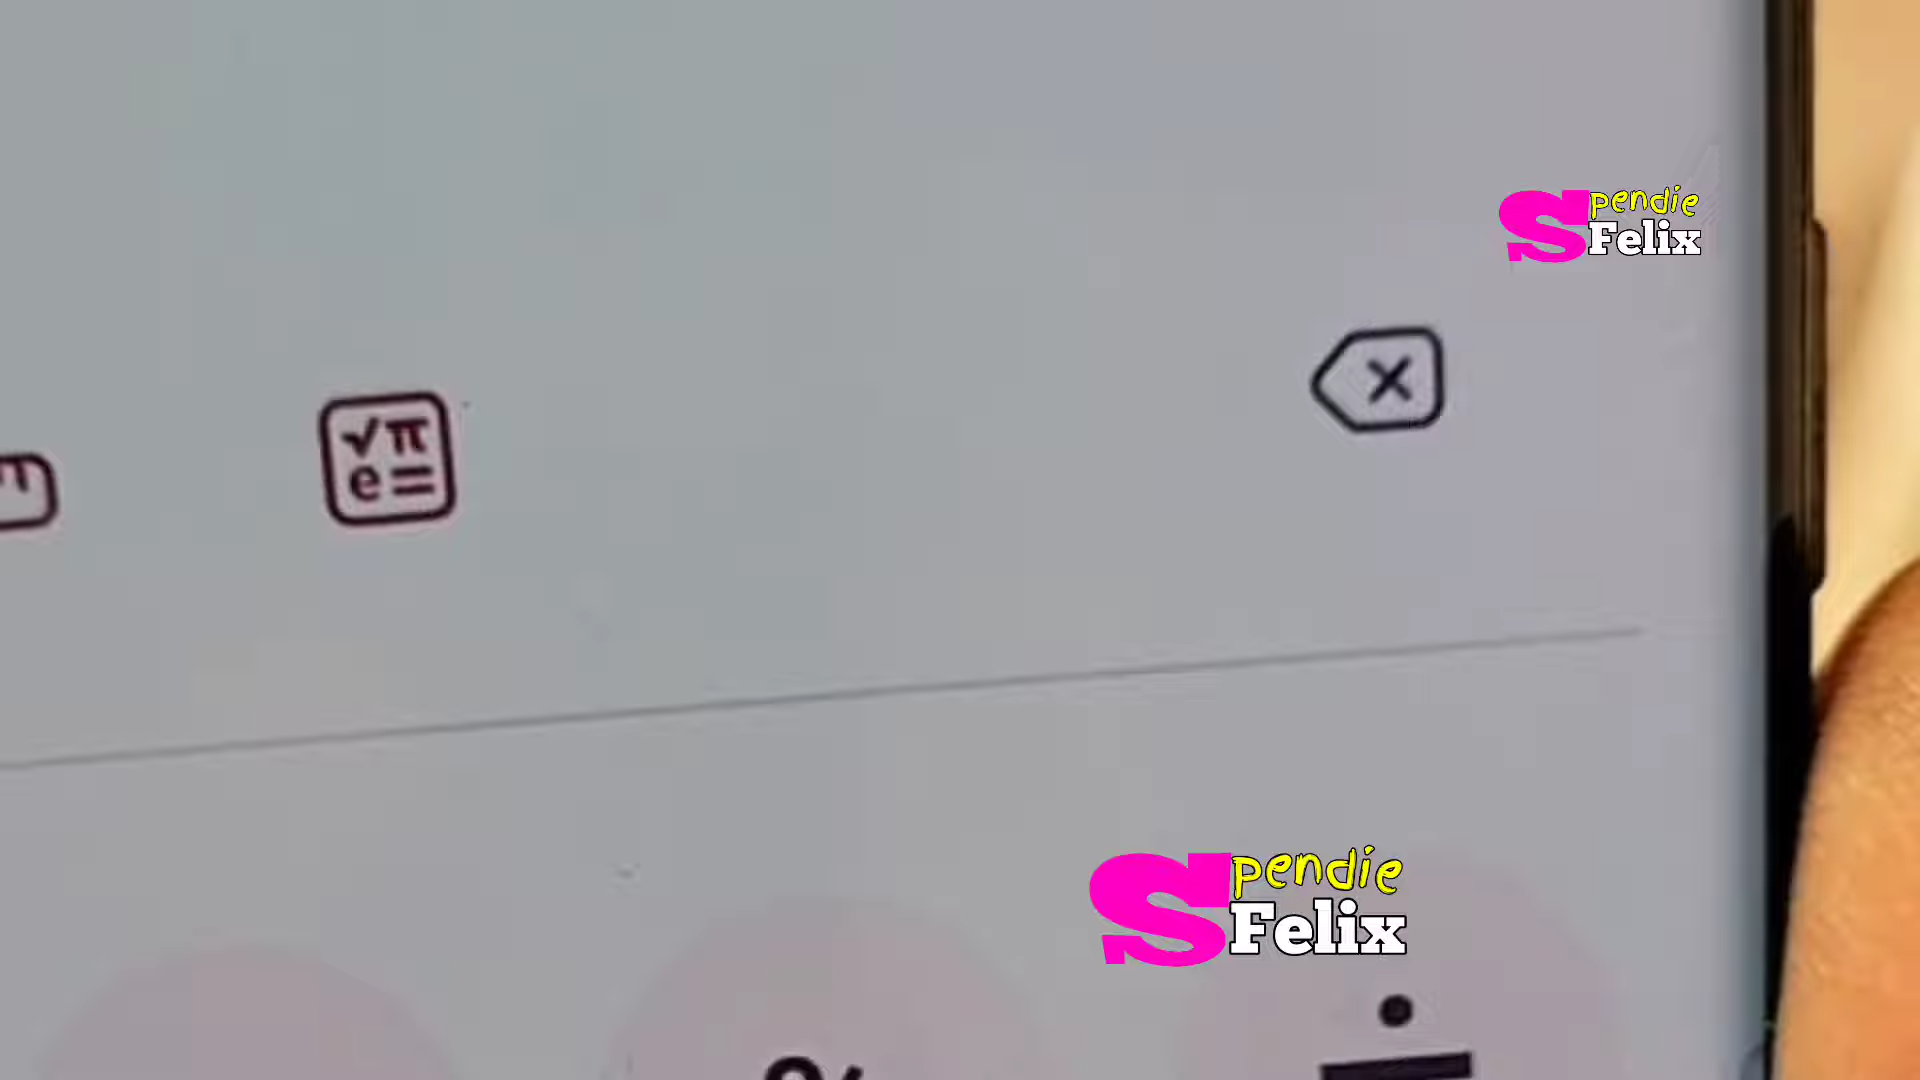 Spendie
Felix
√π
e=
Spendie
Felix
%
÷